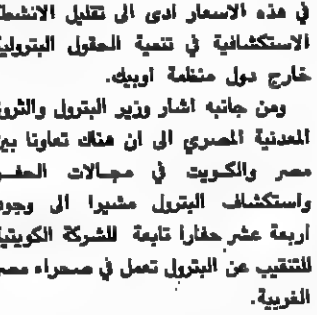 في هذه الاسعار ادى الى تقليل الانشطة
الاستكشافية في تنمية الحقول البترولية
خارج دول منظمة اوبيك.
ومن جانبه اشار وزير البترول والثروة
المعدنية المصري الى ان هناك تعاونا بين
مصر والكويت في مجالات الحفر
واستكشاف البترول مشيرا الى وجود
اربعة عشر حفارا تابعة للشركة الكويتية
للتنقيب عن البترول تعمل في صحراء مصر
الغربية.